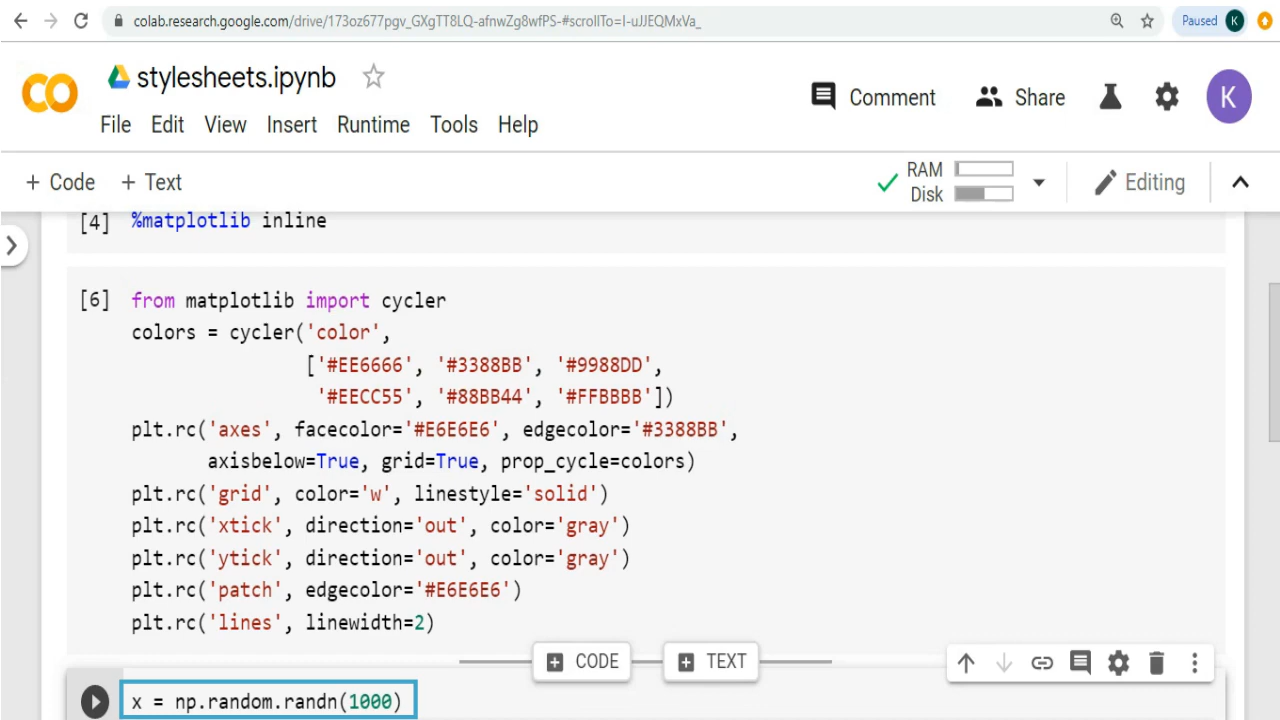 colab.research.google.com/drive/173oz677pgv_GXgTT8LQ-afnwZg8wfPS-#scrollTo=I-uJJEQMxVa_
Paused K
CO stylesheets.ipynb
Comment Share K
File Edit View Insert Runtime Tools Help
+ Code + Text
RAM
Disk
Editing
[4] %matplotlib inline
[6] from matplotlib import cycler
colors = cycler('color',
['#EE6666', '#3388BB', '#9988DD',
'#EECC55', '#88BB44', '#FFBBBB'])
plt.rc('axes', facecolor='#E6E6E6', edgecolor='#3388BB',
axisbelow=True, grid=True, prop_cycle=colors)
plt.rc('grid', color='w', linestyle='solid')
plt.rc('xtick', direction='out', color='gray')
plt.rc('ytick', direction='out', color='gray')
plt.rc('patch', edgecolor='#E6E6E6')
plt.rc('lines', linewidth=2)
CODE TEXT
x = np.random.randn(1000)